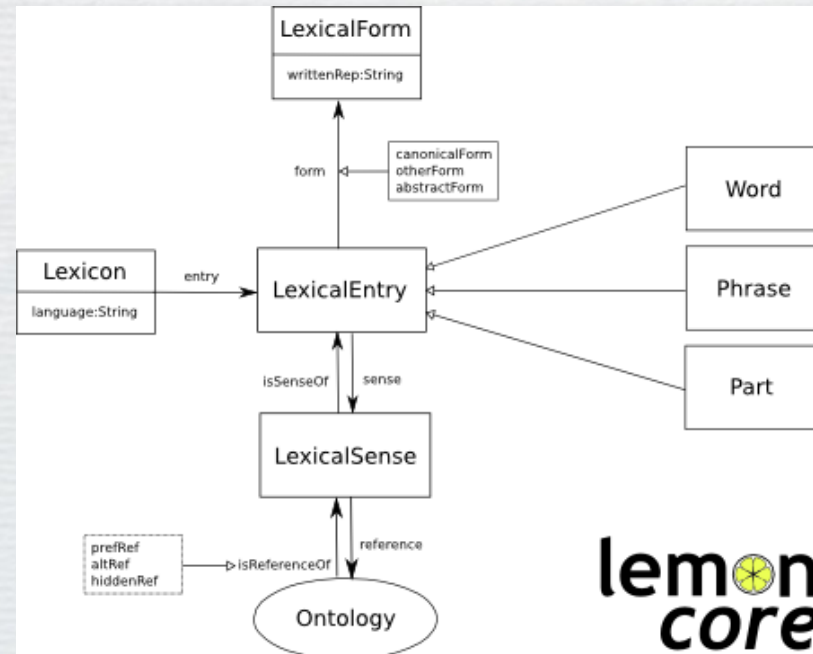 LexicalForm
writtenRep:String
form
canonicalForm
otherForm
abstractForm
Word
Lexicon
language:String
entry
LexicalEntry
Phrase
isSenseOf
sense
Part
LexicalSense
prefRef
altRef
hiddenRef
isReferenceOf
reference
Ontology
lemon
core